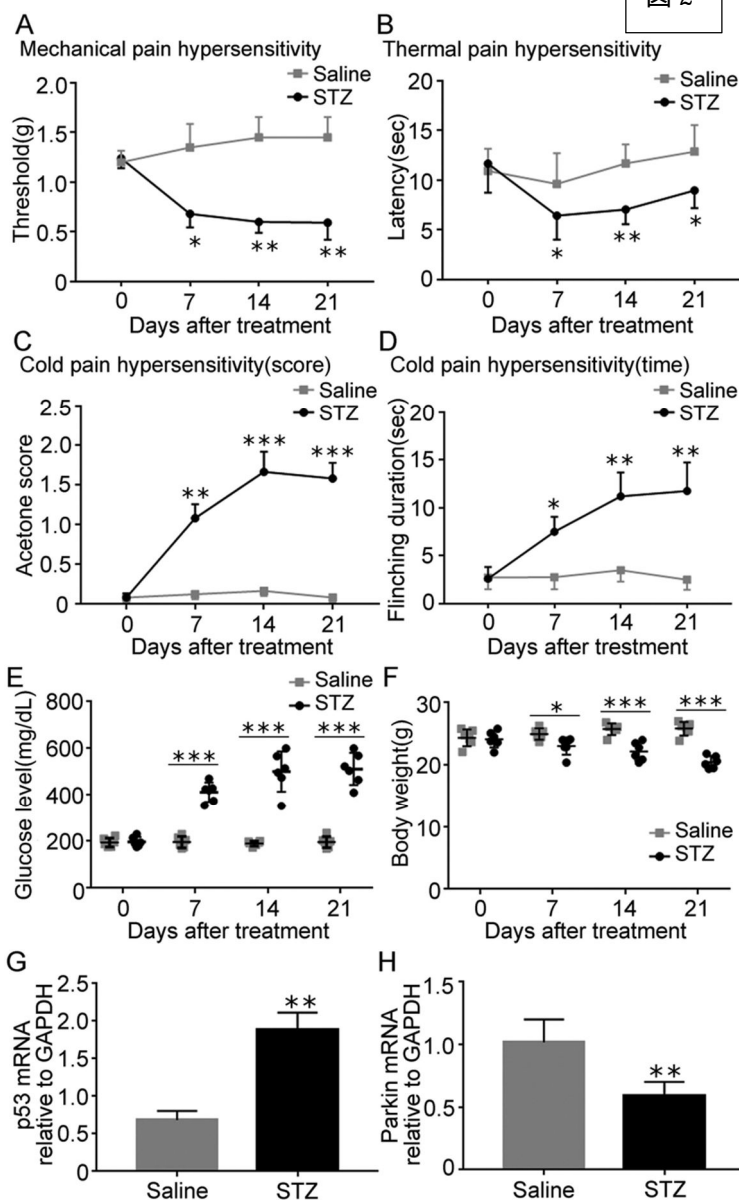 図 2
A
Mechanical pain hypersensitivity
Saline
STZ
Threshold(g)
2.0
1.5
1.0
0.5
0
0 7 14 21
* ** **
Days after treatment
B
Thermal pain hypersensitivity
Saline
STZ
Latency(sec)
20
15
10
5
0
0 7 14 21
* ** *
Days after treatment
C
Cold pain hypersensitivity(score)
Saline
STZ
Acetone score
2.5
2.0
1.5
1.0
0.5
0
0 7 14 21
** *** ***
Days after treatment
D
Cold pain hypersensitivity(time)
Saline
STZ
Flinching duration(sec)
20
15
10
5
0
0 7 14 21
* ** **
Days after trestment
E
Saline
STZ
Glucose level(mg/dL)
800
600
400
200
0
0 7 14 21
*** *** ***
Days after treatment
F
Body weight(g)
30
20
10
0
* *** ***
Saline
STZ
0 7 14 21
Days after treatment
G
p53 mRNA
relative to GAPDH
2.5
2.0
1.5
1.0
0.5
0
**
Saline STZ
H
Parkin mRNA
relative to GAPDH
1.5
1.0
0.5
0
**
Saline STZ